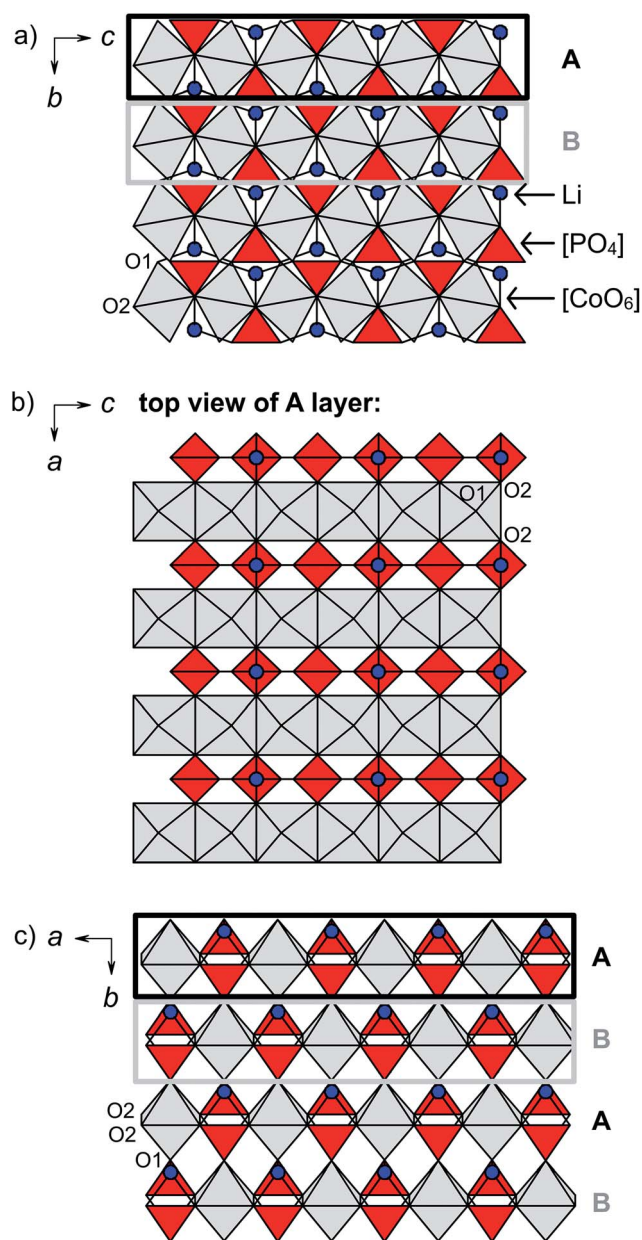 a) c
b
A
B
Li
[PO₄]
[CoO₆]
O1
O2
b) c top view of A layer:
a
O1 O2
O2
c) a
b
A
B
A
B
O2
O2
O1